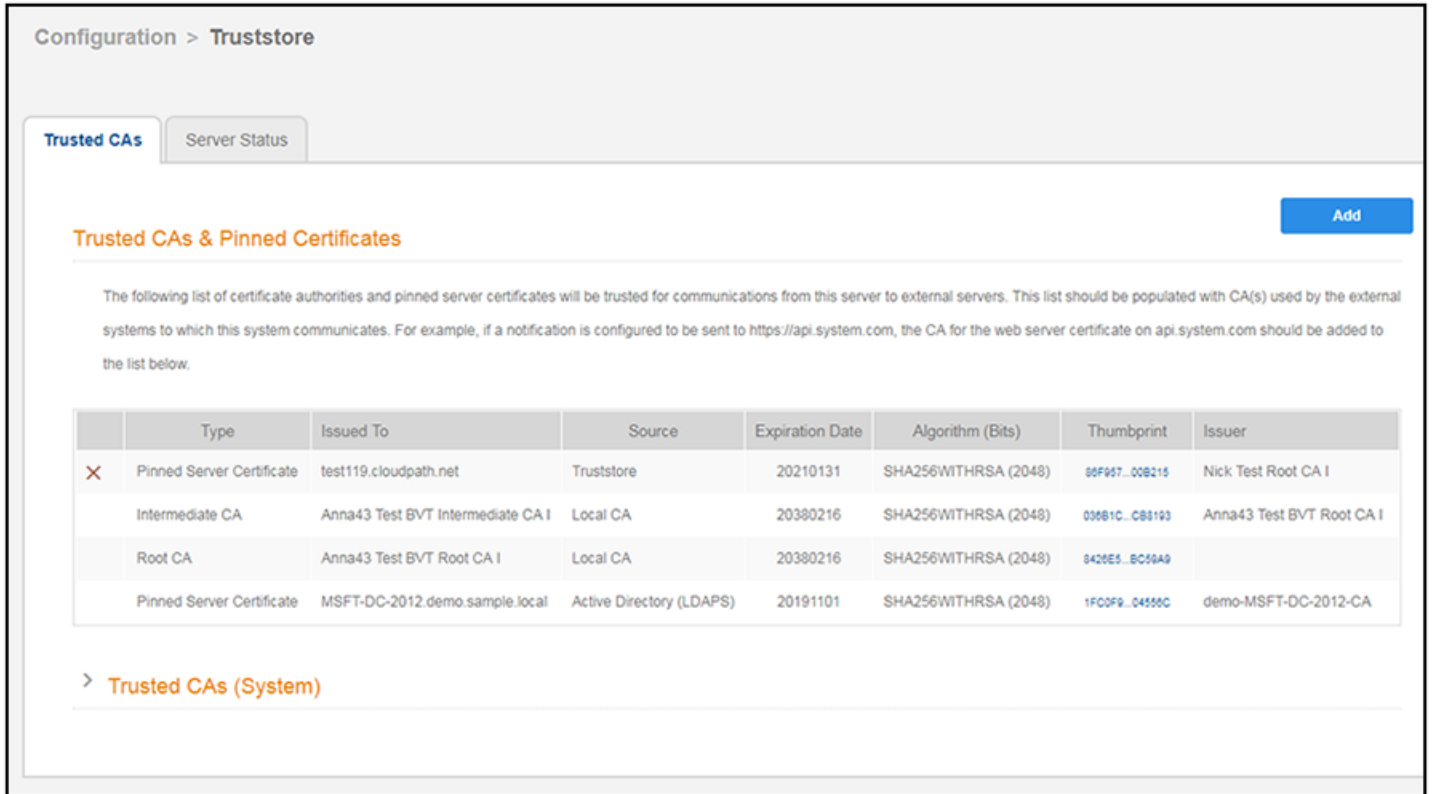 Configuration > Truststore
Trusted CAs Server Status
Add
Trusted CAs & Pinned Certificates
The following list of certificate authorities and pinned server certificates will be trusted for communications from this server to external servers. This list should be populated with CA(s) used by the external
systems to which this system communicates. For example, if a notification is configured to be sent to https://api.system.com, the CA for the web server certificate on api.system.com should be added to
the list below.
Type Issued To Source Expiration Date Algorithm (Bits) Thumbprint Issuer
Pinned Server Certificate test119.cloudpath.net Truststore 20210131 SHA256WITHRSA (2048) Nick Test Root CA I
Intermediate CA Anna43 Test BVT Intermediate CA I Local CA 20380216 SHA256WITHRSA (2048) Anna43 Test BVT Root CA I
Root CA Anna43 Test BVT Root CA I Local CA 20380216 SHA256WITHRSA (2048)
Pinned Server Certificate MSFT-DC-2012.demo.sample.local Active Directory (LDAPS) 20191101 SHA256WITHRSA (2048) demo-MSFT-DC-2012-CA
Trusted CAs (System)